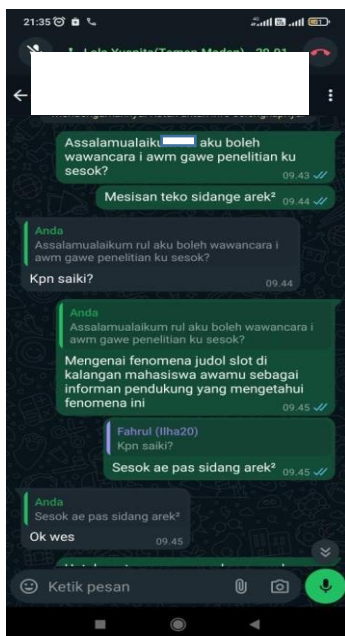 21:35
Assalamualaiku aku boleh
wawancara i awm gawe penelitian ku
sesok?
09.43
Mesisan teko sidange arek² 09.44
Anda
Assalamualaikum rul aku boleh wawancara i
awm gawe penelitian ku sesok?
Kpn saiki?
09.44
Anda
Assalamualaikum rul aku boleh wawancara i
awm gawe penelitian ku sesok?
Mengenai fenomena judol slot di
kalangan mahasiswa awamu sebagai
informan pendukung yang mengetahui
fenomena ini
09.45
Fahrul (Ilha20)
Kpn saiki?
Sesok ae pas sidang arek² 09.45
Anda
Sesok ae pas sidang arek²
Ok wes
09.45
Ketik pesan